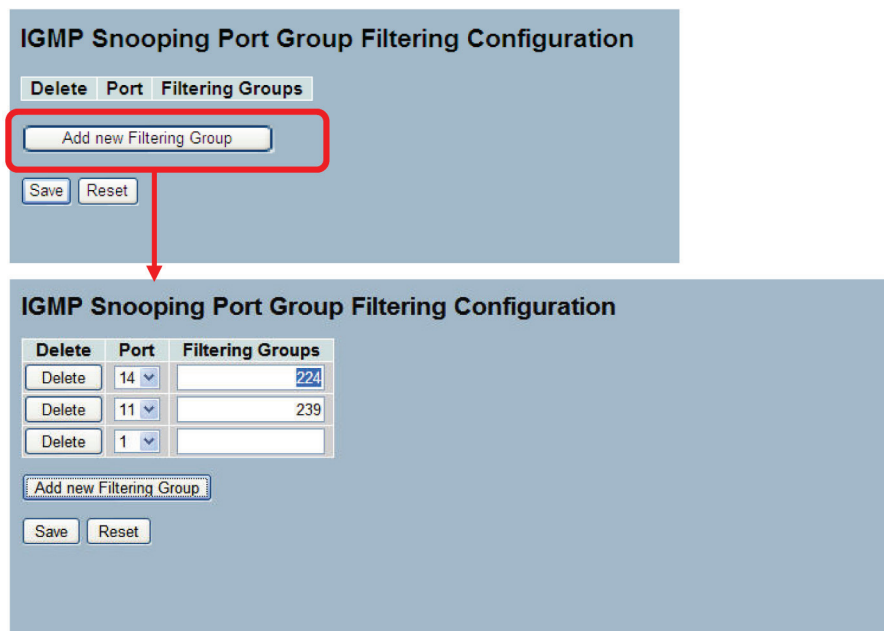 IGMP Snooping Port Group Filtering Configuration
Delete Port Filtering Groups
Add new Filtering Group
Save Reset
IGMP Snooping Port Group Filtering Configuration
Delete Port Filtering Groups
Delete 14 224
Delete 11 239
Delete 1
Add new Filtering Group
Save Reset